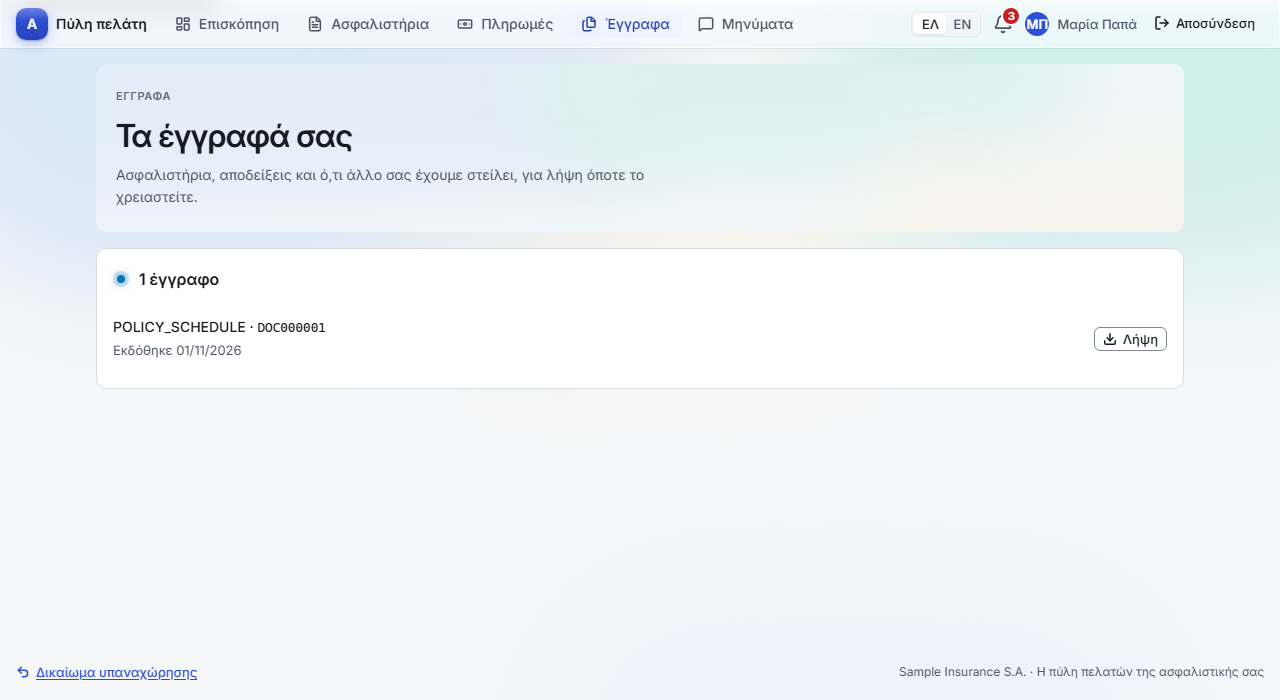 A Πύλη πελάτη Επισκόπηση Ασφαλιστήρια Πληρωμές Έγγραφα Μηνύματα ΕΛ EN 3 ΜΠ Μαρία Παπά Αποσύνδεση
ΕΓΓΡΑΦΑ
Τα έγγραφά σας
Ασφαλιστήρια, αποδείξεις και ό,τι άλλο σας έχουμε στείλει, για λήψη όποτε το
χρειαστείτε.
1 έγγραφο
POLICY_SCHEDULE · DOC000001
Εκδόθηκε 01/11/2026
Λήψη
Δικαίωμα υπαναχώρησης
Sample Insurance S.A. · Η πύλη πελατών της ασφαλιστικής σας